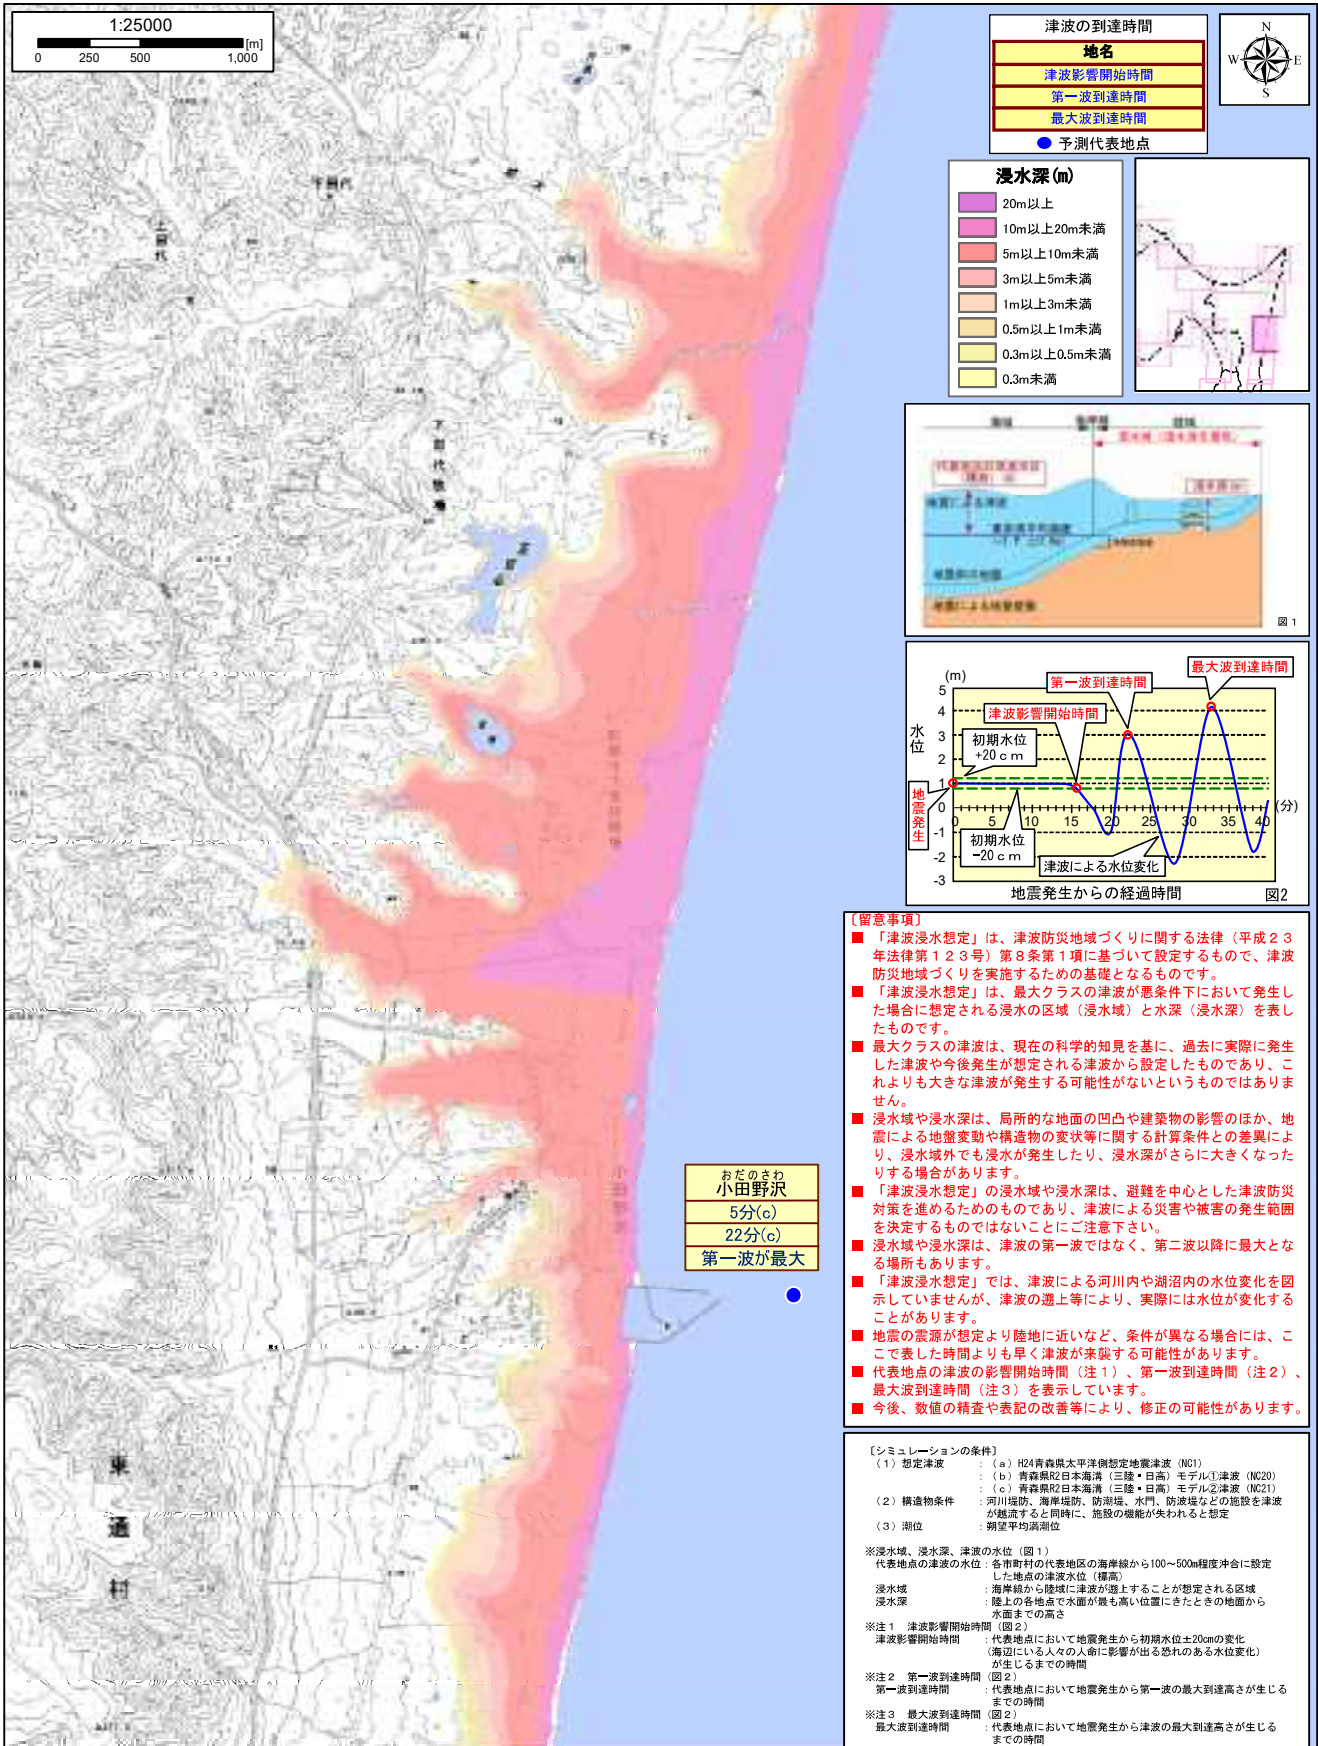 1:25000
[m]
0 250 500 1,000
津波の到達時間
地名
津波影響開始時間
第一波到達時間
最大波到達時間
予測代表地点
N
W E
S
浸水深(m)
20m以上
10m以上20m未満
5m以上10m未満
3m以上5m未満
1m以上3m未満
0.5m以上1m未満
0.3m以上0.5m未満
0.3m未満
図1
(m)
最大波到達時間
第一波到達時間
津波影響開始時間
水位
初期水位
+20cm
地震発生
初期水位
-20cm
津波による水位変化
5
4
3
2
1
0
-1
-2
-3
0 5 10 15 20 25 30 35 40
(分)
地震発生からの経過時間
図2
おだのさわ
小田野沢
5分(c)
22分(c)
第一波が最大
東通村
〔留意事項〕
■ 「津波浸水想定」は、津波防災地域づくりに関する法律（平成23
年法律第123号）第8条第1項に基づいて設定するもので、津波
防災地域づくりを実施するための基礎となるものです。
■ 「津波浸水想定」は、最大クラスの津波が悪条件下において発生し
た場合に想定される浸水の区域（浸水域）と水深（浸水深）を表し
たものです。
■ 最大クラスの津波は、現在の科学的知見を基に、過去に実際に発生
した津波や今後発生が想定される津波から設定したものであり、こ
れよりも大きな津波が発生する可能性がないというものではありま
せん。
■ 浸水域や浸水深は、局所的な地面の凹凸や建築物の影響のほか、地
震による地盤変動や構造物の変状等に関する計算条件との差異によ
り、浸水域外でも浸水が発生したり、浸水深がさらに大きくなった
りする場合があります。
■ 「津波浸水想定」の浸水域や浸水深は、避難を中心とした津波防災
対策を進めるためのものであり、津波による災害や被害の発生範囲
を決定するものではないことにご注意下さい。
■ 浸水域や浸水深は、津波の第一波ではなく、第二波以降に最大とな
る場所もあります。
■ 「津波浸水想定」では、津波による河川内や湖沼内の水位変化を図
示していませんが、津波の遡上等により、実際には水位が変化する
ことがあります。
■ 地震の震源が想定より陸地に近いなど、条件が異なる場合には、こ
こで表した時間よりも早く津波が来襲する可能性があります。
■ 代表地点の津波の影響開始時間（注1）、第一波到達時間（注2）、
最大波到達時間（注3）を表示しています。
■ 今後、数値の精査や表記の改善等により、修正の可能性があります。
〔シミュレーションの条件〕
（1）想定津波 ：（a）H24青森県太平洋側想定地震津波（NC1）
：（b）青森県R2日本海溝（三陸・日高）モデル①津波（NC20）
：（c）青森県R2日本海溝（三陸・日高）モデル②津波（NC21）
（2）構造物条件 ：河川堤防、海岸堤防、防潮堤、水門、防波堤などの施設を津波
が越流すると同時に、施設の機能が失われると想定
（3）潮位 ：朔望平均満潮位
※浸水域、浸水深、津波の水位（図1）
代表地点の津波の水位：各市町村の代表地区の海岸線から100～500m程度沖合に設定
した地点の津波水位（標高）
浸水域 ：海岸線から陸域に津波が遡上することが想定される区域
浸水深 ：陸上の各地点で水面が最も高い位置にきたときの地面から
水面までの高さ
※注1 津波影響開始時間（図2）
津波影響開始時間 ：代表地点において地震発生から初期水位±20cmの変化
（海辺にいる人々の人命に影響が出る恐れのある水位変化）
が生じるまでの時間
※注2 第一波到達時間（図2）
第一波到達時間 ：代表地点において地震発生から第一波の最大到達高さが生じる
までの時間
※注3 最大波到達時間（図2）
最大波到達時間 ：代表地点において地震発生から津波の最大到達高さが生じる
までの時間